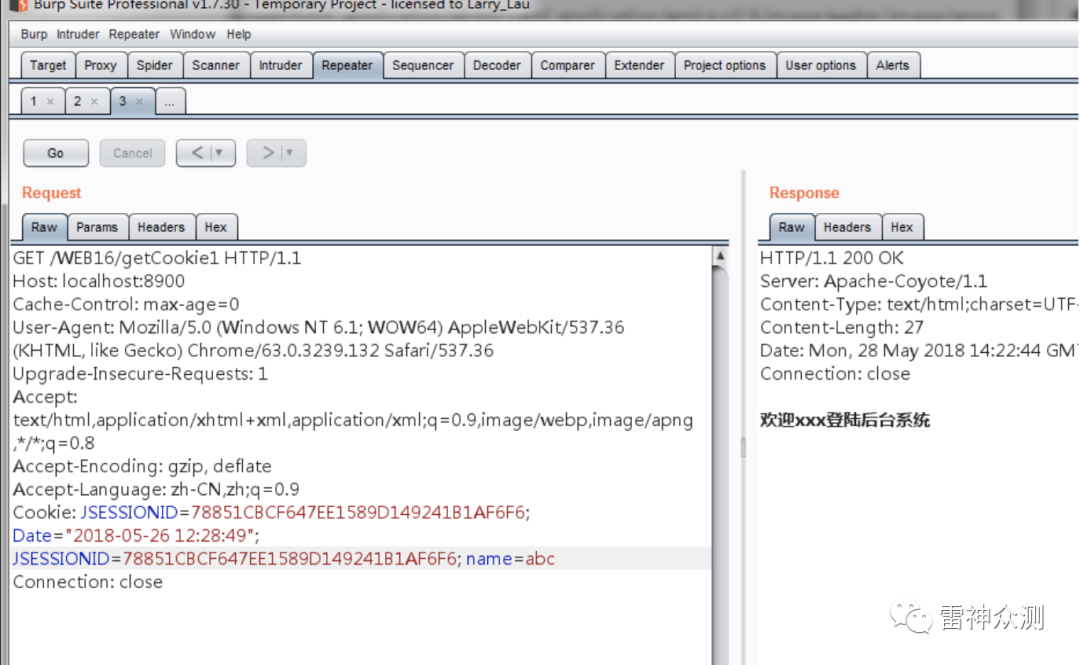 Burp Suite Professional v1.7.30 - Temporary Project - licensed to Larry_Lau
Burp Intruder Repeater Window Help
Target Proxy Spider Scanner Intruder Repeater Sequencer Decoder Comparer Extender Project options User options Alerts
1 × 2 × 3 × ...
Go Cancel < ▼ > ▼
Request
Raw Params Headers Hex
GET /WEB16/getCookie1 HTTP/1.1
Host: localhost:8900
Cache-Control: max-age=0
User-Agent: Mozilla/5.0 (Windows NT 6.1; WOW64) AppleWebKit/537.36
(KHTML, like Gecko) Chrome/63.0.3239.132 Safari/537.36
Upgrade-Insecure-Requests: 1
Accept:
text/html,application/xhtml+xml,application/xml;q=0.9,image/webp,image/apng
,*/*;q=0.8
Accept-Encoding: gzip, deflate
Accept-Language: zh-CN,zh;q=0.9
Cookie: JSESSIONID=78851CBCF647EE1589D149241B1AF6F6;
Date="2018-05-26 12:28:49";
JSESSIONID=78851CBCF647EE1589D149241B1AF6F6; name=abc
Connection: close
Response
Raw Headers Hex
HTTP/1.1 200 OK
Server: Apache-Coyote/1.1
Content-Type: text/html;charset=UTF-
Content-Length: 27
Date: Mon, 28 May 2018 14:22:44 GMT
Connection: close
欢迎xxx登陆后台系统
雷神众测